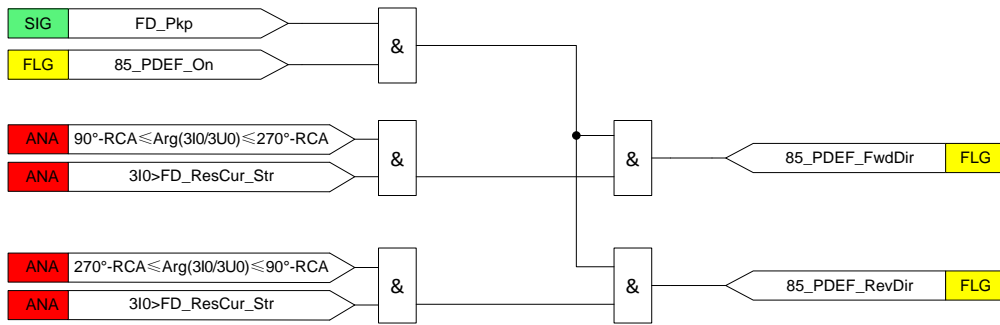 SIG FD_Pkp
&
FLG 85_PDEF_On
ANA 90°-RCA≤Arg(3I0/3U0)≤270°-RCA
&
&
85_PDEF_FwdDir FLG
ANA 3I0>FD_ResCur_Str
ANA 270°-RCA≤Arg(3I0/3U0)≤90°-RCA
&
&
85_PDEF_RevDir FLG
ANA 3I0>FD_ResCur_Str